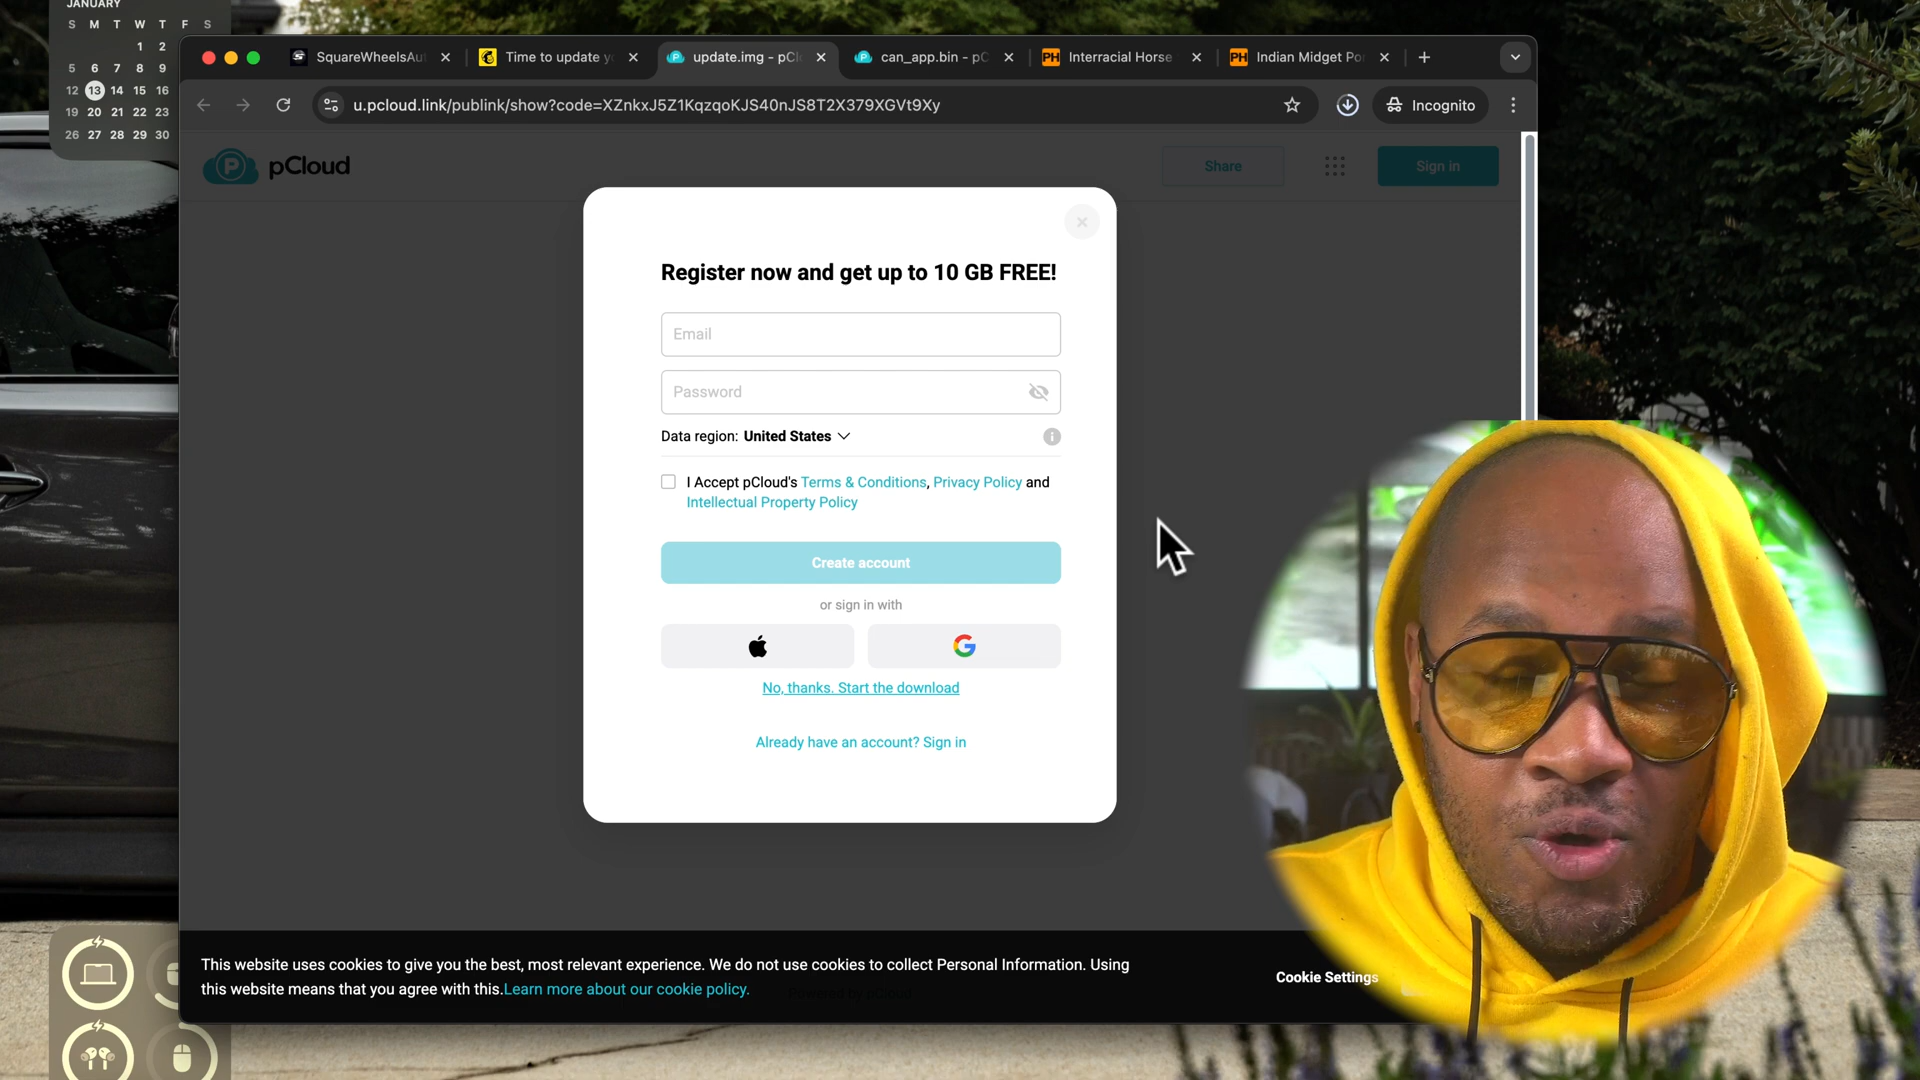 JANUARY
S M T W T F S
1 2
5 6 7 8 9
12 13 14 15 16
19 20 21 22 23
26 27 28 29 30
SquareWheelsAu
Time to update y
update.img - pCl
can_app.bin - pC
Interracial Horse
Indian Midget Po
u.pcloud.link/publink/show?code=XZnkxJ5Z1KqzqoKJS40nJS8T2X379XGVt9Xy
Incognito
pCloud
Share
Sign in
Register now and get up to 10 GB FREE!
Email
Password
Data region: United States
I Accept pCloud's Terms & Conditions, Privacy Policy and
Intellectual Property Policy
Create account
or sign in with
No, thanks. Start the download
Already have an account? Sign in
This website uses cookies to give you the best, most relevant experience. We do not use cookies to collect Personal Information. Using
this website means that you agree with this.Learn more about our cookie policy.
Cookie Settings
Powered by pCloud